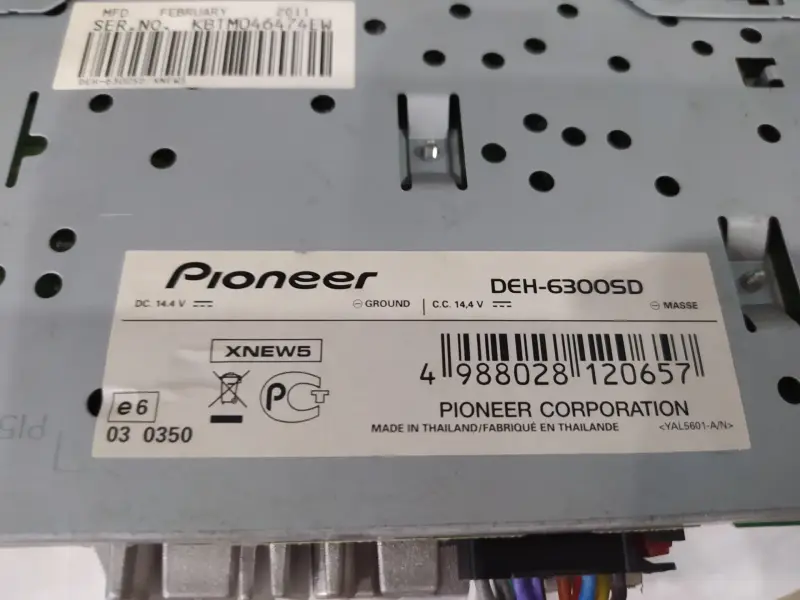 MFD FEBRUARY 2011
SER.NO. KBTM046474EW
DEH-6300SD/XNEW5
Pioneer DEH-6300SD
DC. 14.4 V ⊖ GROUND C.C. 14,4 V ⊖ MASSE
XNEW5
PCT
4 988028 120657
e6
03 0350
PIONEER CORPORATION
MADE IN THAILAND/FABRIQUÉ EN THAILANDE <YAL5601-A/N>